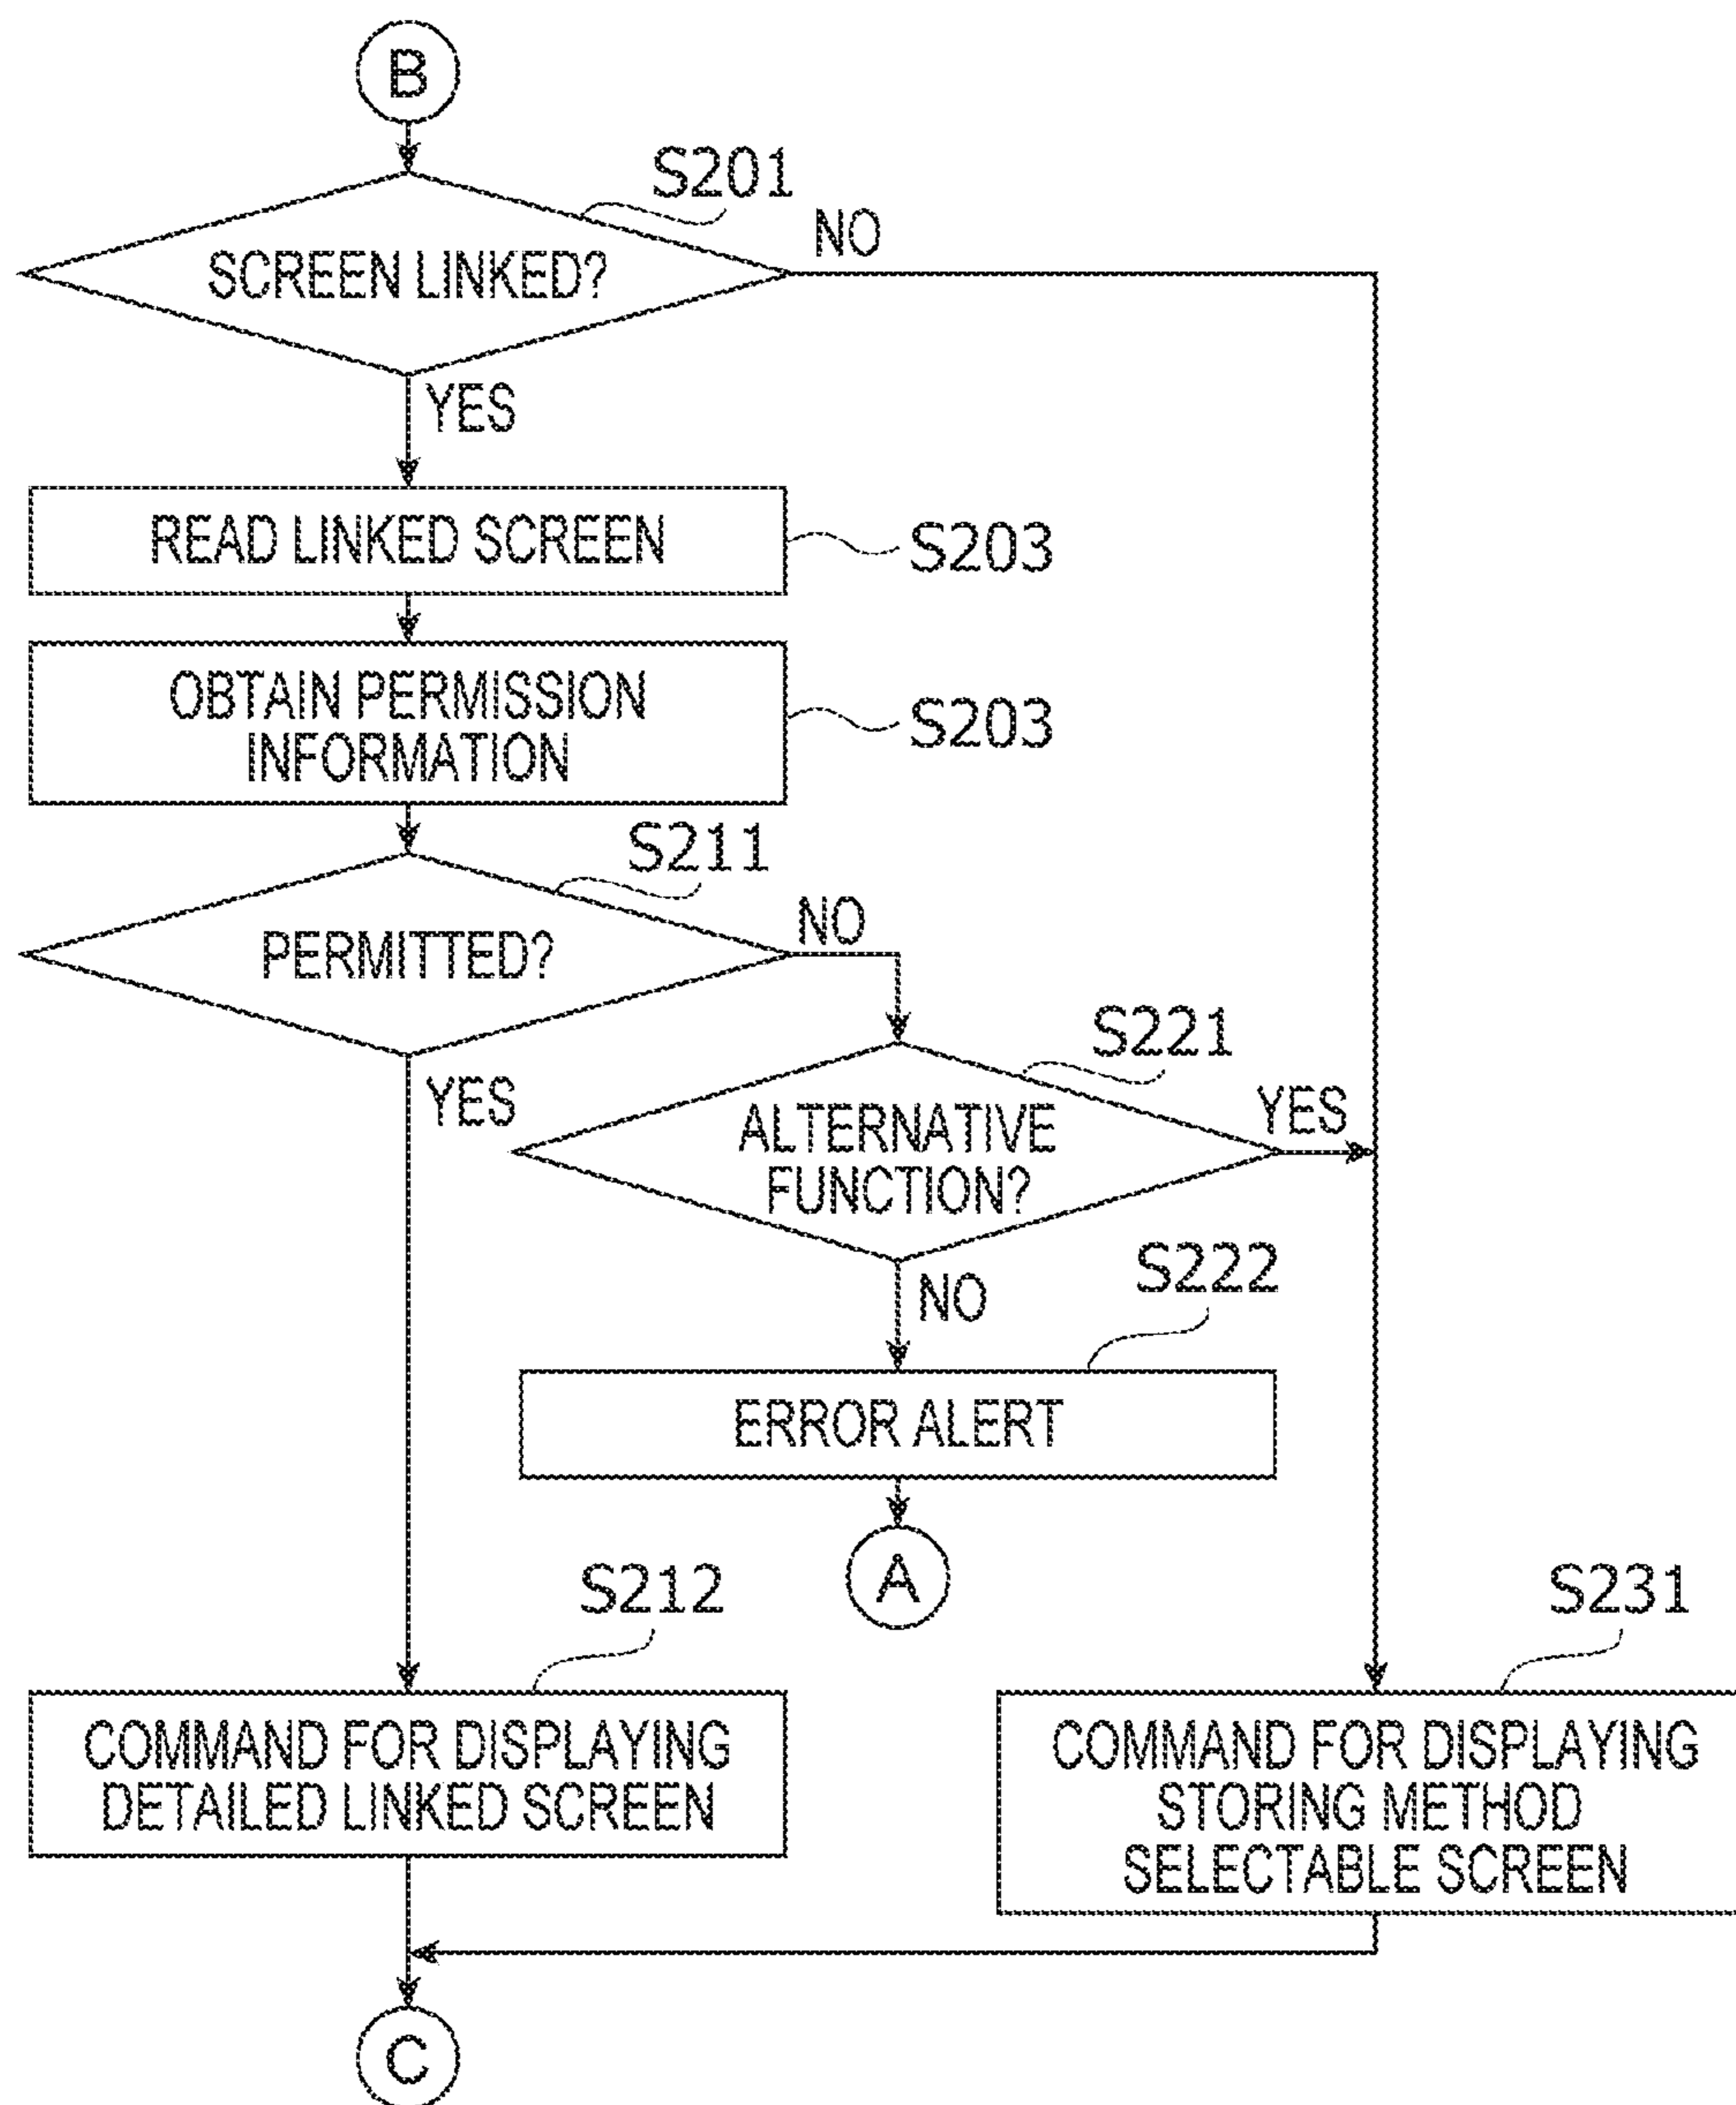 B
S201
SCREEN LINKED?
NO
YES
READ LINKED SCREEN
S203
OBTAIN PERMISSION
INFORMATION
S203
S211
PERMITTED?
NO
YES
S221
ALTERNATIVE
FUNCTION?
YES
NO
S222
ERROR ALERT
A
S212
COMMAND FOR DISPLAYING
DETAILED LINKED SCREEN
S231
COMMAND FOR DISPLAYING
STORING METHOD
SELECTABLE SCREEN
C